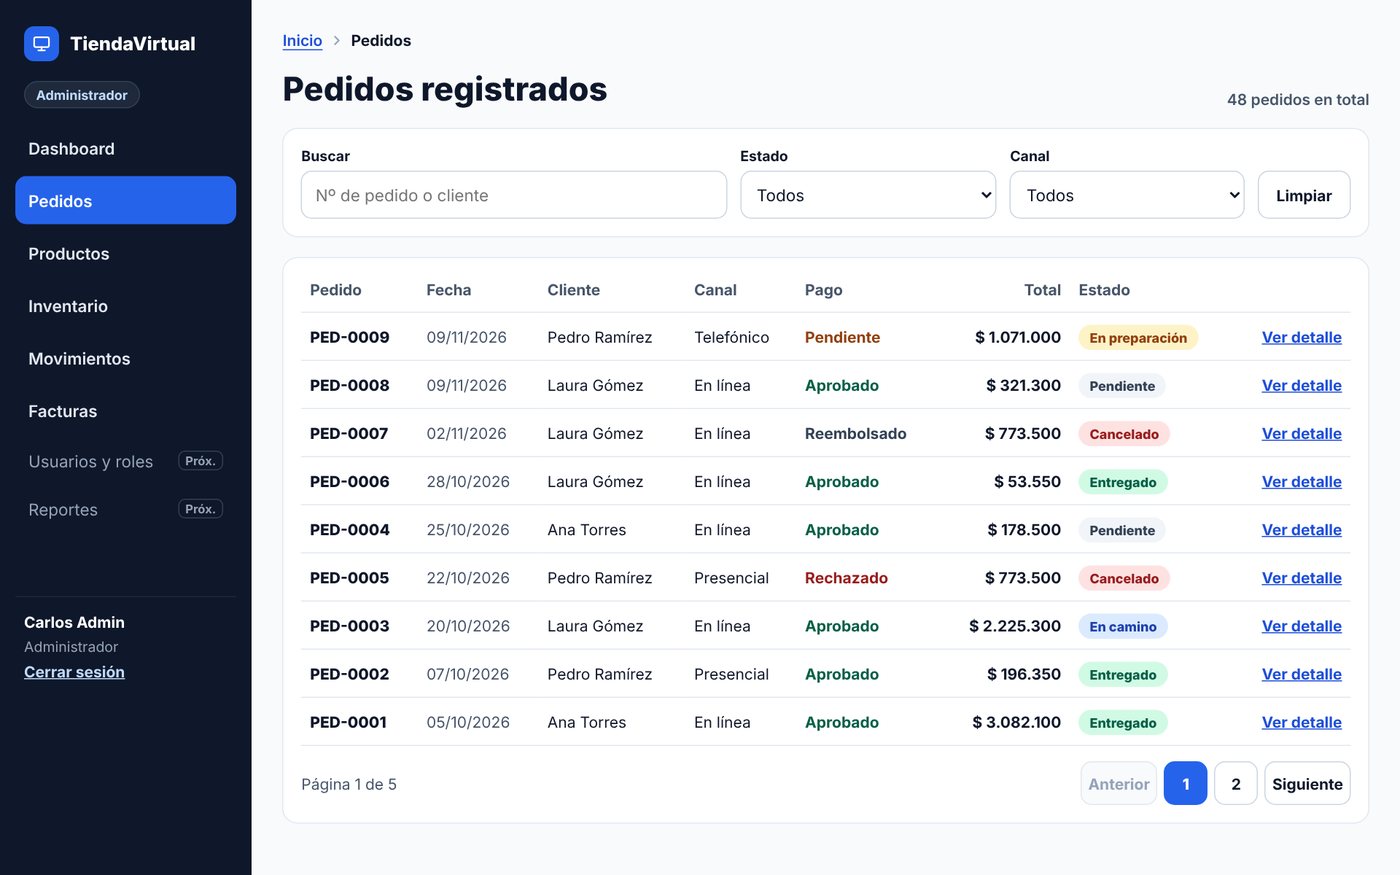 TiendaVirtual
Administrador
Dashboard
Pedidos
Productos
Inventario
Movimientos
Facturas
Usuarios y roles Próx.
Reportes Próx.
Carlos Admin
Administrador
Cerrar sesión
Inicio > Pedidos
Pedidos registrados
48 pedidos en total
Buscar Estado Canal
Nº de pedido o cliente Todos Todos Limpiar
Pedido Fecha Cliente Canal Pago Total Estado
PED-0009 09/11/2026 Pedro Ramírez Telefónico Pendiente $ 1.071.000 En preparación Ver detalle
PED-0008 09/11/2026 Laura Gómez En línea Aprobado $ 321.300 Pendiente Ver detalle
PED-0007 02/11/2026 Laura Gómez En línea Reembolsado $ 773.500 Cancelado Ver detalle
PED-0006 28/10/2026 Laura Gómez En línea Aprobado $ 53.550 Entregado Ver detalle
PED-0004 25/10/2026 Ana Torres En línea Aprobado $ 178.500 Pendiente Ver detalle
PED-0005 22/10/2026 Pedro Ramírez Presencial Rechazado $ 773.500 Cancelado Ver detalle
PED-0003 20/10/2026 Laura Gómez En línea Aprobado $ 2.225.300 En camino Ver detalle
PED-0002 07/10/2026 Pedro Ramírez Presencial Aprobado $ 196.350 Entregado Ver detalle
PED-0001 05/10/2026 Ana Torres En línea Aprobado $ 3.082.100 Entregado Ver detalle
Página 1 de 5 Anterior 1 2 Siguiente